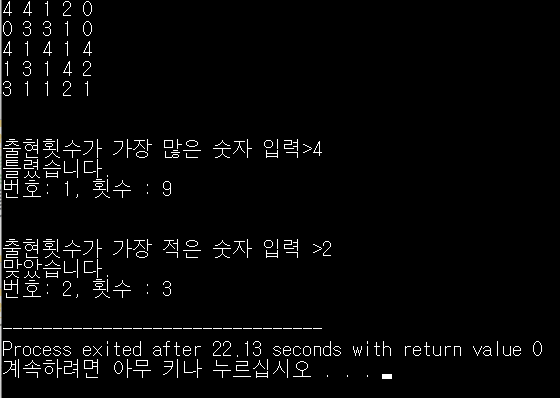 4 4 1 2 0
0 3 3 1 0
4 1 4 1 4
1 3 1 4 2
3 1 1 2 1
출현횟수가 가장 많은 숫자 입력>4
틀렸습니다.
번호: 1, 횟수 : 9
출현횟수가 가장 적은 숫자 입력 >2
맞았습니다.
번호: 2, 횟수 : 3
--------------------------------
Process exited after 22.13 seconds with return value 0
계속하려면 아무 키나 누르십시오 . . .